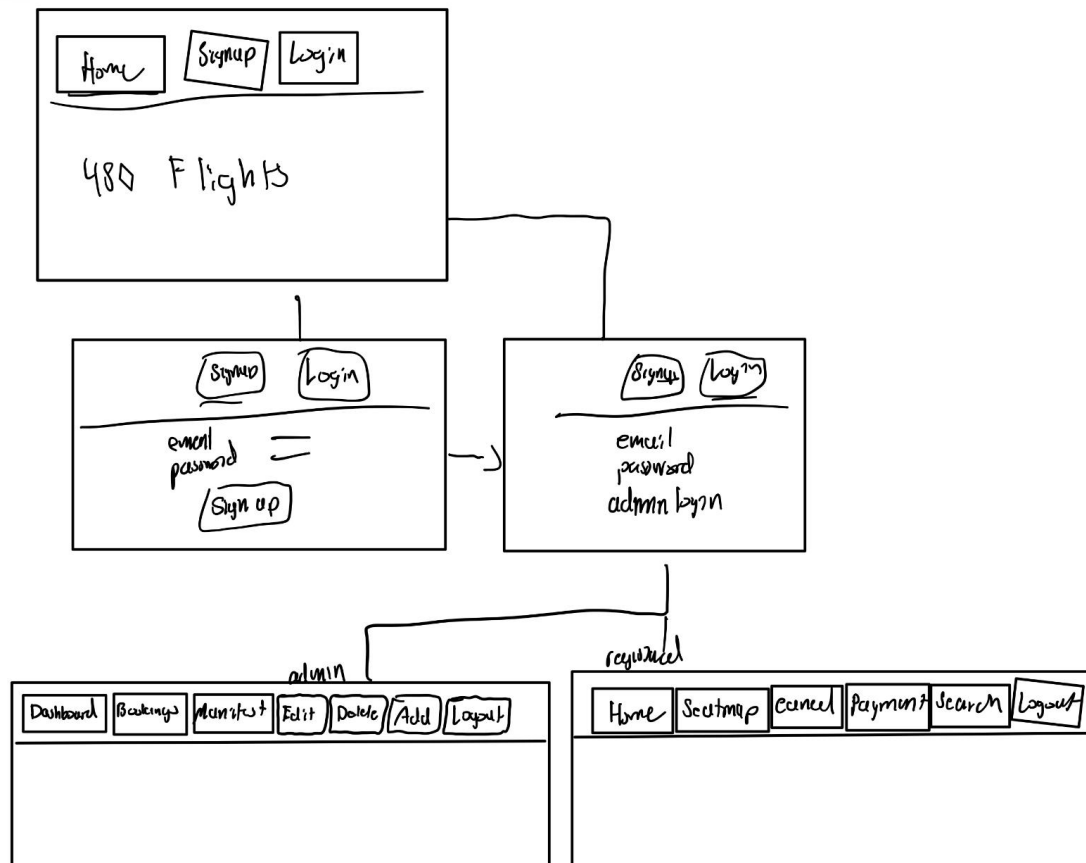 Home Signup Login
480 Flights
Signup Login
email
password
Sign up
Signup Login
email
password
admin login
admin
Dashboard Bookings Manifest Edit Delete Add Logout
registered
Home Seatmap Cancel Payment Search Logout